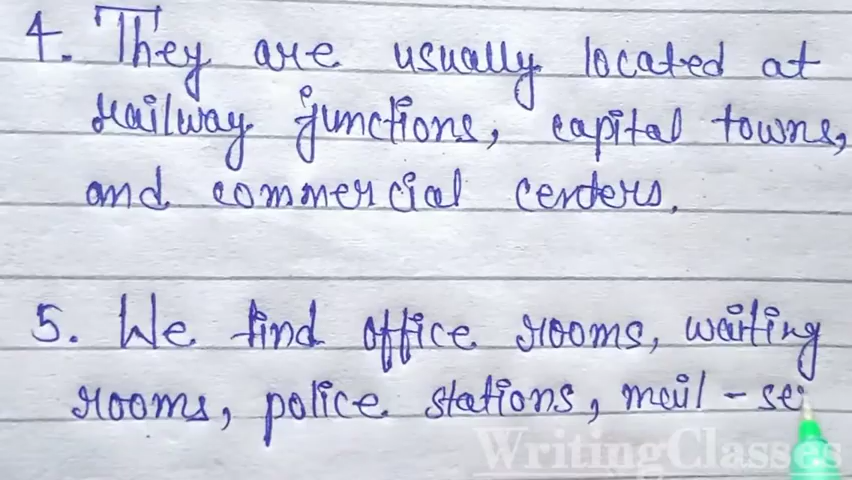 4. They are usually located at
railway junctions, capital towns,
and commercial centers.
5. We find office rooms, waiting
rooms, police stations, mail-se
WritingClasses